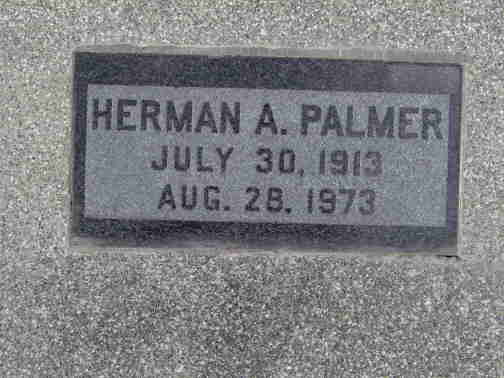 HERMAN A. PALMER
JULY 30, 1913
AUG. 28, 1973